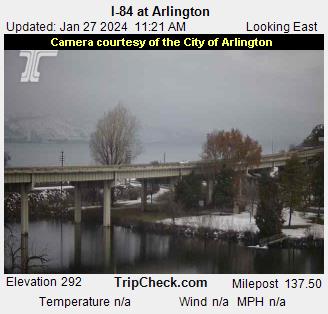 I-84 at Arlington
Updated: Jan 27 2024 11:21 AM Looking East
Camera courtesy of the City of Arlington
Elevation 292 TripCheck.com Milepost 137.50
Temperature n/a Wind n/a MPH n/a